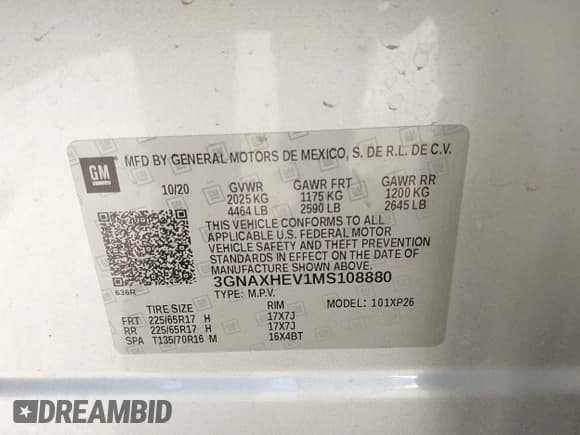 GM
MFD BY GENERAL MOTORS DE MEXICO, S. DE R.L. DE C.V.
10/20 GVWR GAWR FRT GAWR RR
2025 KG 1175 KG 1200 KG
4464 LB 2590 LB 2645 LB
THIS VEHICLE CONFORMS TO ALL
APPLICABLE U.S. FEDERAL MOTOR
VEHICLE SAFETY AND THEFT PREVENTION
STANDARDS IN EFFECT ON THE DATE OF
MANUFACTURE SHOWN ABOVE.
636R
3GNAXHEV1MS108880
TYPE: M.P.V. MODEL: 101XP26
TIRE SIZE RIM
FRT 225/65R17 H 17X7J
RR 225/65R17 H 17X7J
SPA T135/70R16 M 16X4BT
DREAMBID